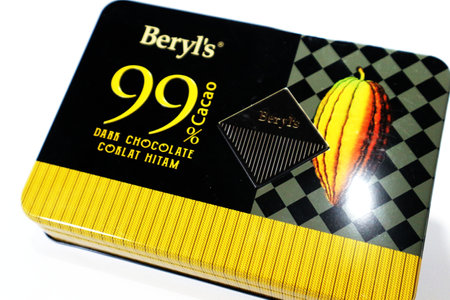 Beryl's®
99% Cacao
DARK CHOCOLATE
COKLAT HITAM
Beryl's